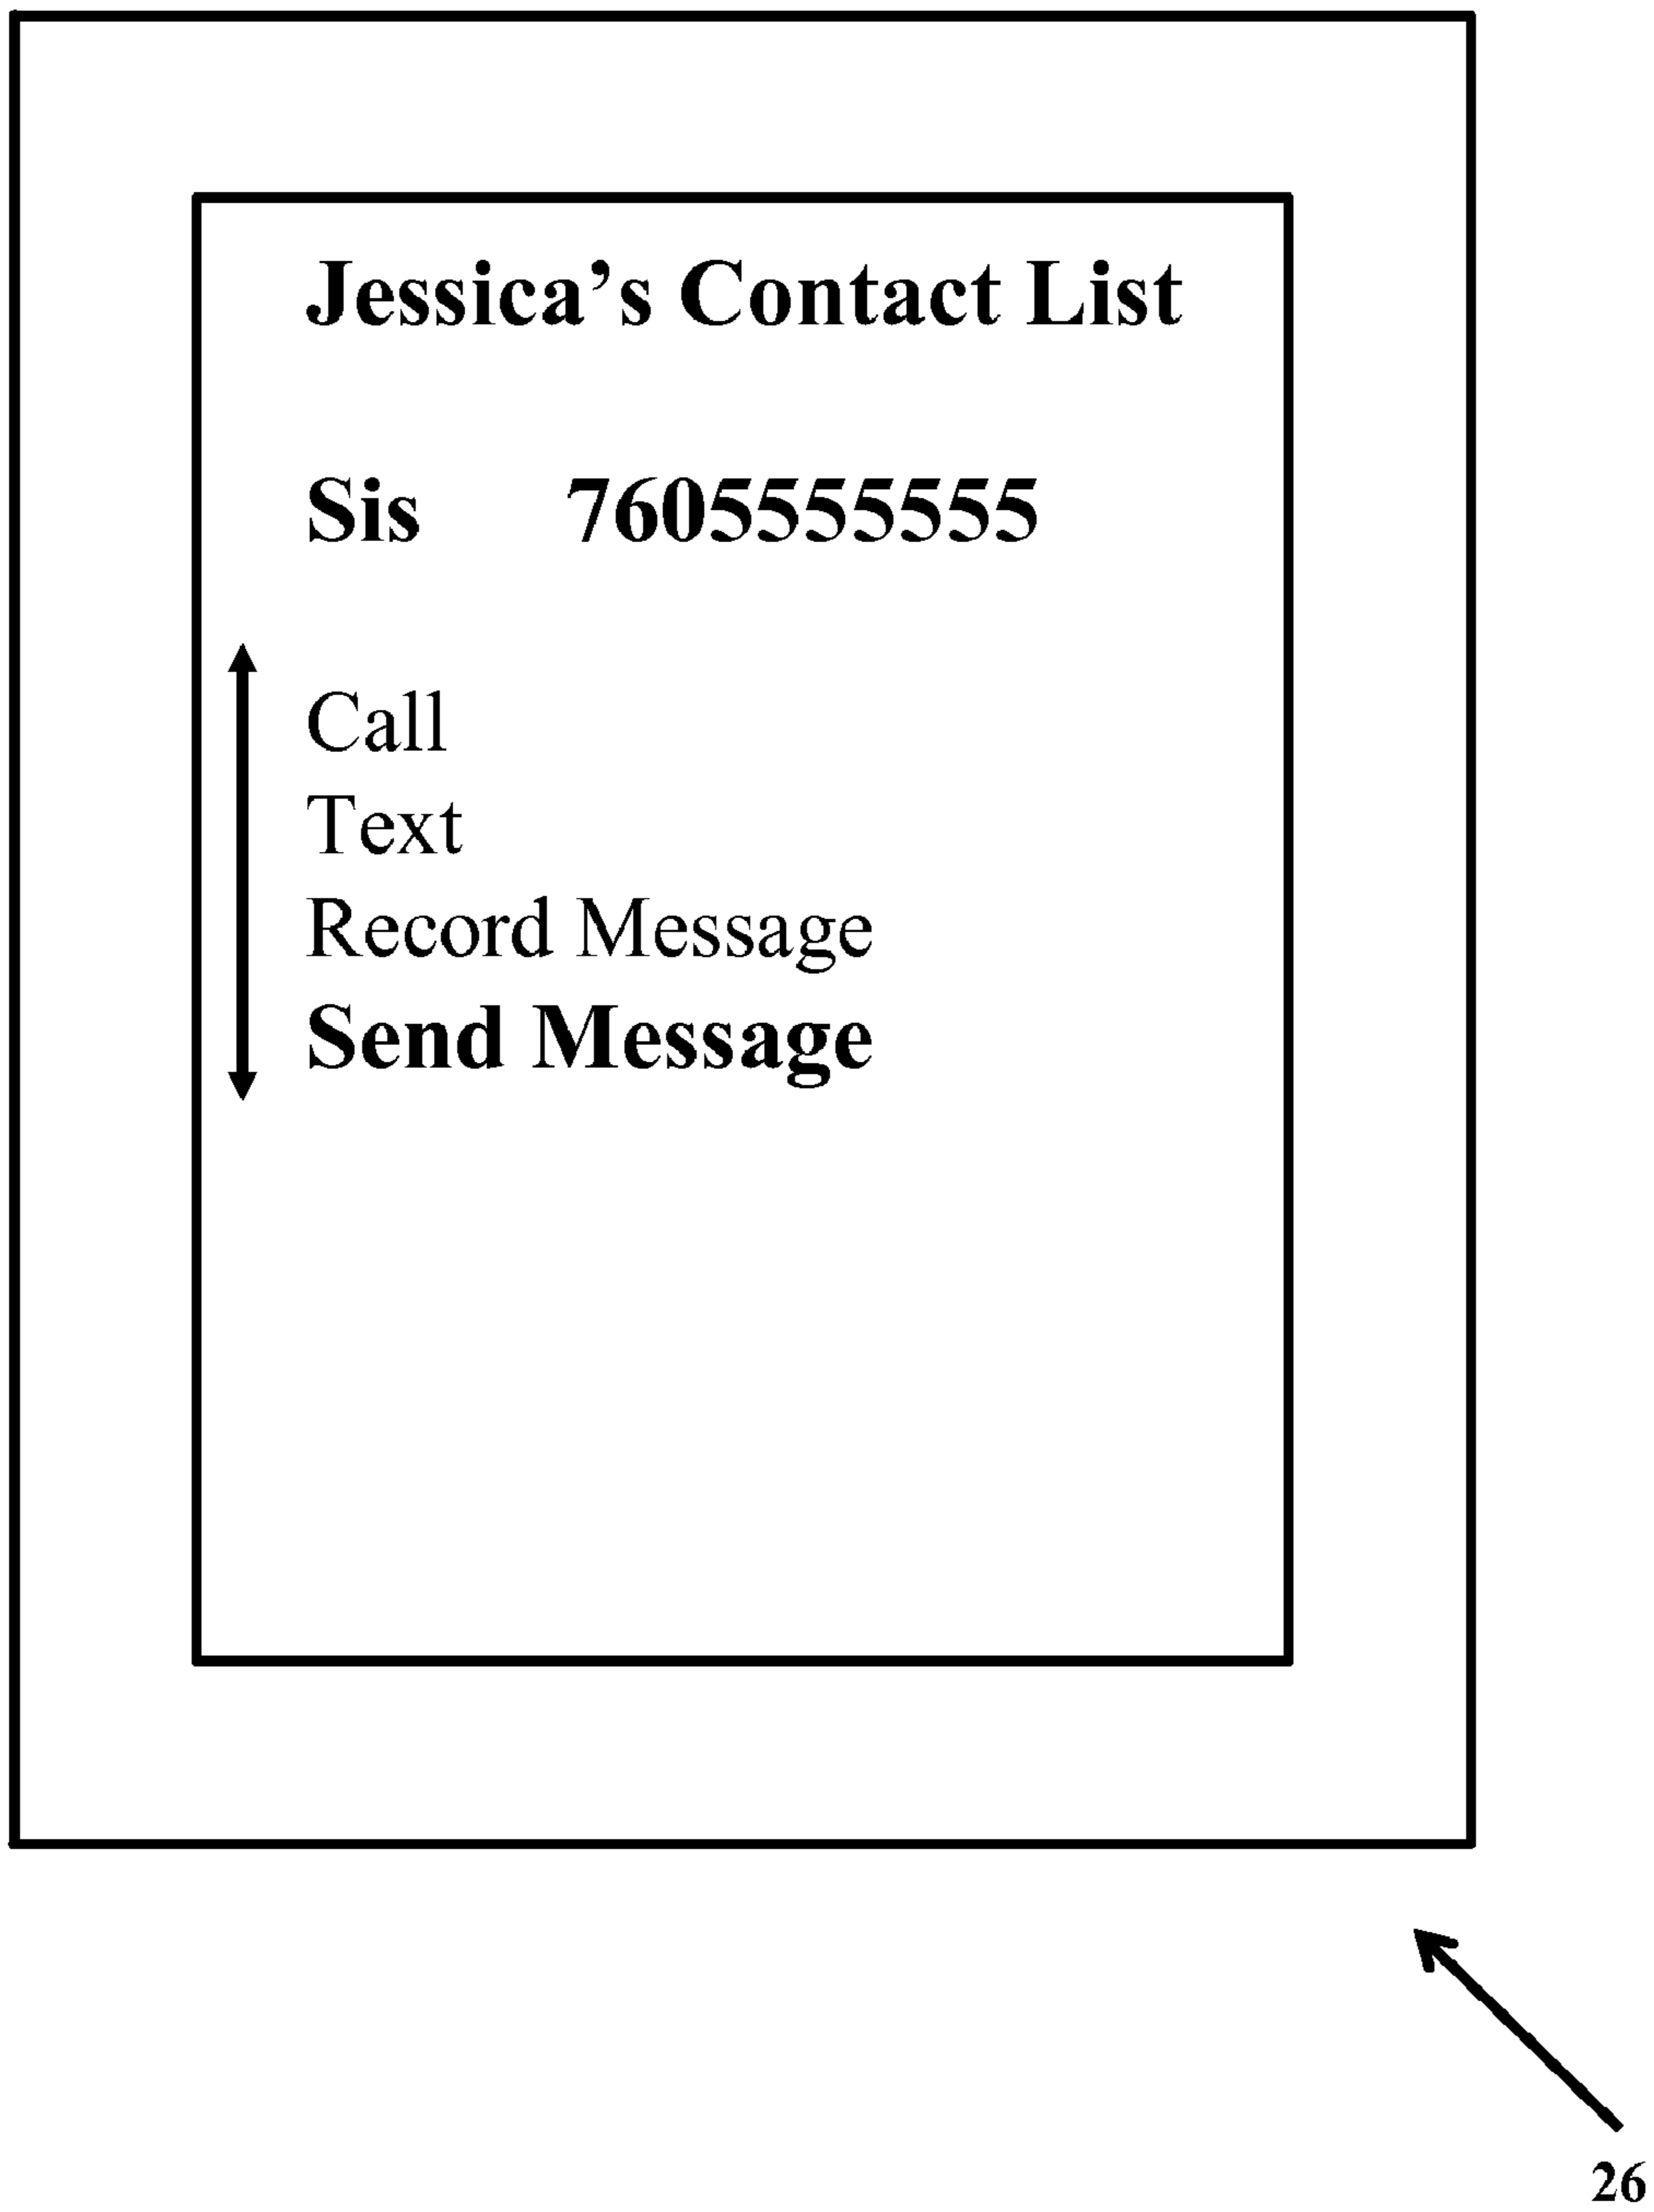 Jessica’s Contact List
Sis 7605555555
Call
Text
Record Message
Send Message
26